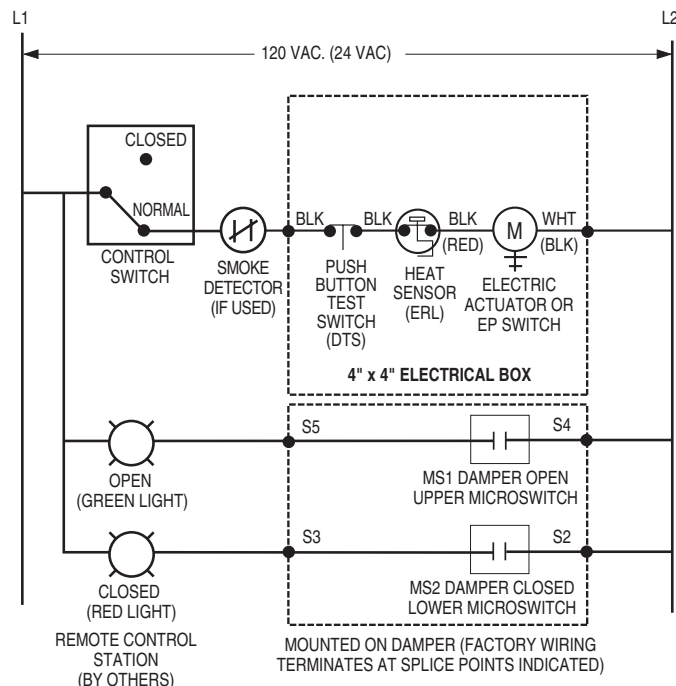 L1
L2
120 VAC. (24 VAC)
CLOSED
NORMAL
CONTROL
SWITCH
SMOKE
DETECTOR
(IF USED)
BLK
BLK
BLK
(RED)
WHT
(BLK)
M
PUSH
BUTTON
TEST
SWITCH
(DTS)
HEAT
SENSOR
(ERL)
ELECTRIC
ACTUATOR OR
EP SWITCH
4" x 4" ELECTRICAL BOX
S5
S4
OPEN
(GREEN LIGHT)
MS1 DAMPER OPEN
UPPER MICROSWITCH
S3
S2
CLOSED
(RED LIGHT)
MS2 DAMPER CLOSED
LOWER MICROSWITCH
REMOTE CONTROL
STATION
(BY OTHERS)
MOUNTED ON DAMPER (FACTORY WIRING
TERMINATES AT SPLICE POINTS INDICATED)